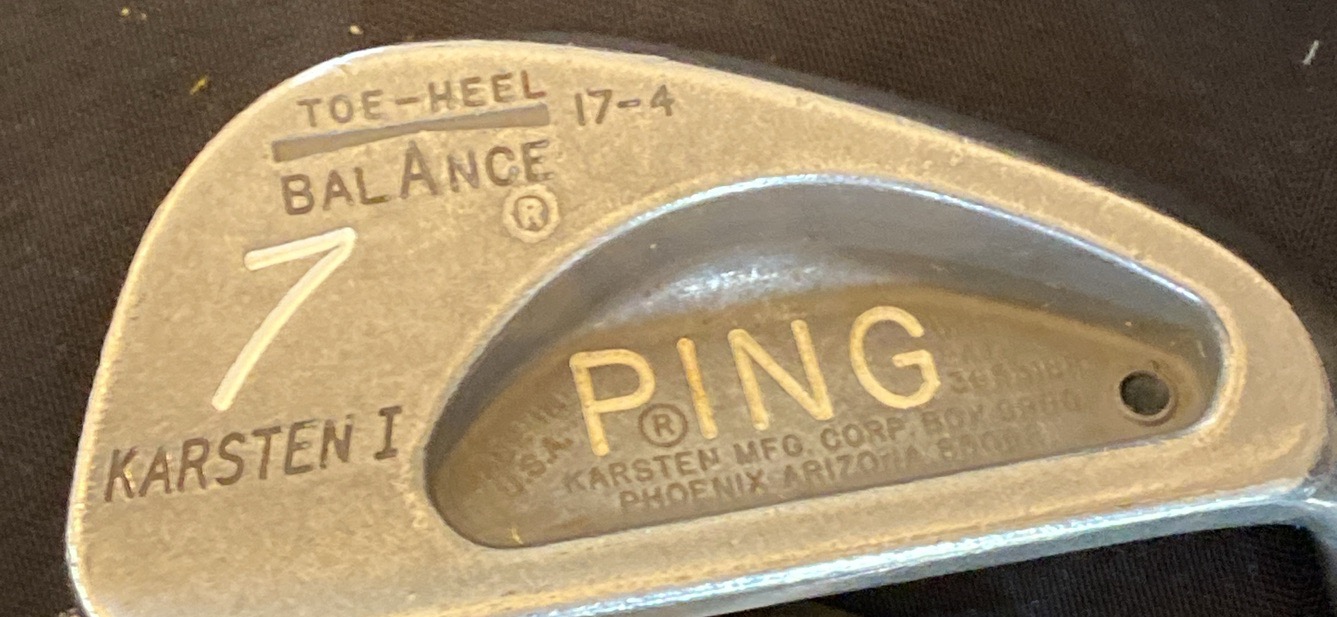 TOE-HEEL 17-4
BALANCE
®
7
KARSTEN I
PING
®
U.S.A.
KARSTEN MFG. CORP. BOX
PHOENIX ARIZONA